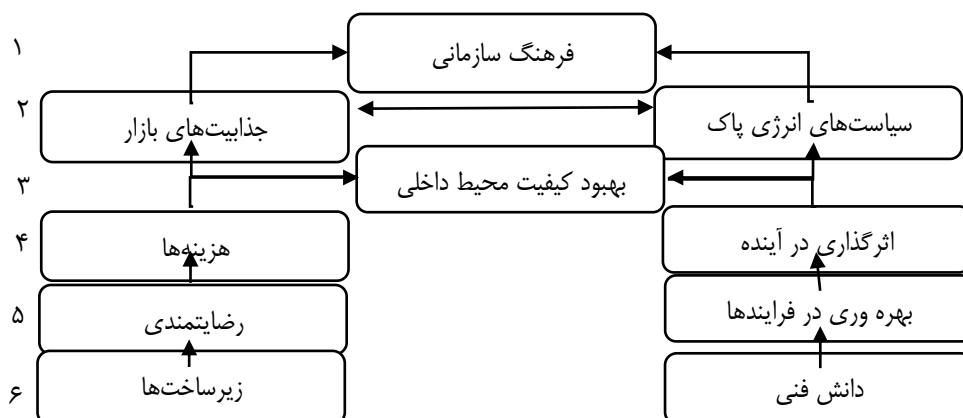 ۱
فرهنگ سازمانی
۲
سیاست‌های انرژی پاک
جذابیت‌های بازار
۳
بهبود کیفیت محیط داخلی
۴
اثرگذاری در آینده
هزینه‌ها
۵
بهره وری در فرایندها
رضایتمندی
۶
دانش فنی
زیرساخت‌ها